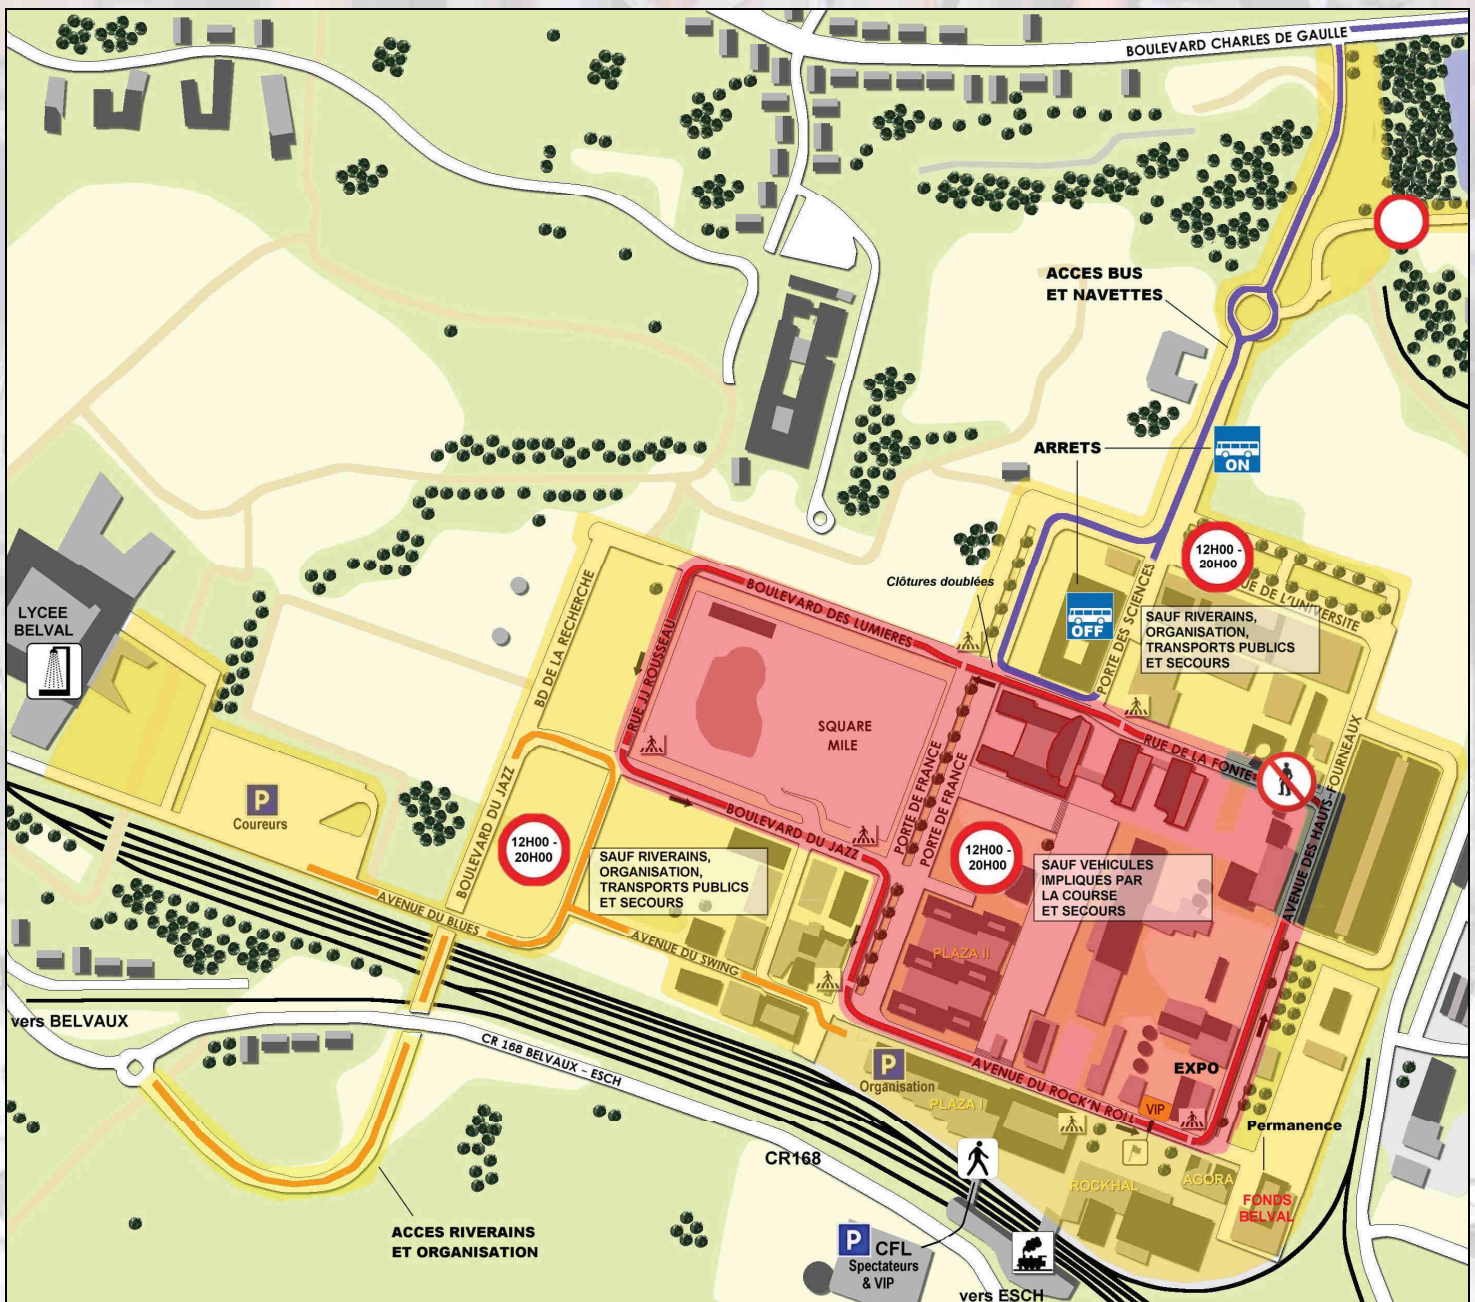 BOULEVARD CHARLES DE GAULLE
ACCES BUS
ET NAVETTES
ARRETS
ON
12H00 -
20H00
RUE DE L'UNIVERSITE
Clôtures doublées
OFF
PORTE DES SCIENCES
SAUF RIVERAINS,
ORGANISATION,
TRANSPORTS PUBLICS
ET SECOURS
BD DE LA RECHERCHE
BOULEVARD DES LUMIERES
RUE JJ ROUSSEAU
LYCEE
BELVAL
SQUARE
MILE
PORTE DE FRANCE
PORTE DE FRANCE
RUE DE LA FONTE
AVENUE DES HAUTS-FOURNEAUX
P
Coureurs
BOULEVARD DU JAZZ
BOULEVARD DU JAZZ
12H00 -
20H00
SAUF RIVERAINS,
ORGANISATION,
TRANSPORTS PUBLICS
ET SECOURS
12H00 -
20H00
SAUF VEHICULES
IMPLIQUES PAR
LA COURSE
ET SECOURS
AVENUE DU BLUES
AVENUE DU SWING
PLAZA II
vers BELVAUX
CR 168 BELVAUX - ESCH
P
Organisation
PLAZA I
AVENUE DU ROCK'N ROLL
EXPO
VIP
Permanence
CR168
ROCKHAL
AGORA
FONDS
BELVAL
ACCES RIVERAINS
ET ORGANISATION
P CFL
Spectateurs
& VIP
vers ESCH